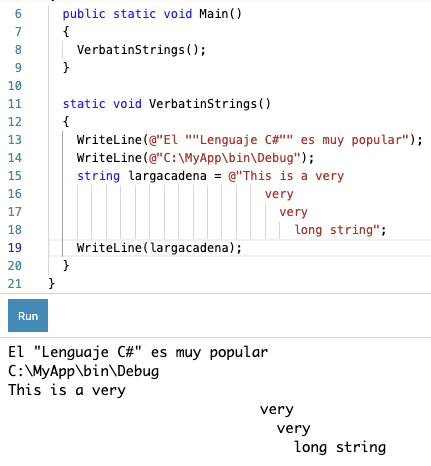 6 public static void Main()
7 {
8 VerbatinStrings();
9 }
10
11 static void VerbatinStrings()
12 {
13 WriteLine(@"El ""Lenguaje C#"" es muy popular");
14 WriteLine(@"C:\MyApp\bin\Debug");
15 string largacadena = @"This is a very
16 very
17 very
18 long string";
19 WriteLine(largacadena);
20 }
21 }
Run
El "Lenguaje C#" es muy popular
C:\MyApp\bin\Debug
This is a very
very
very
long string